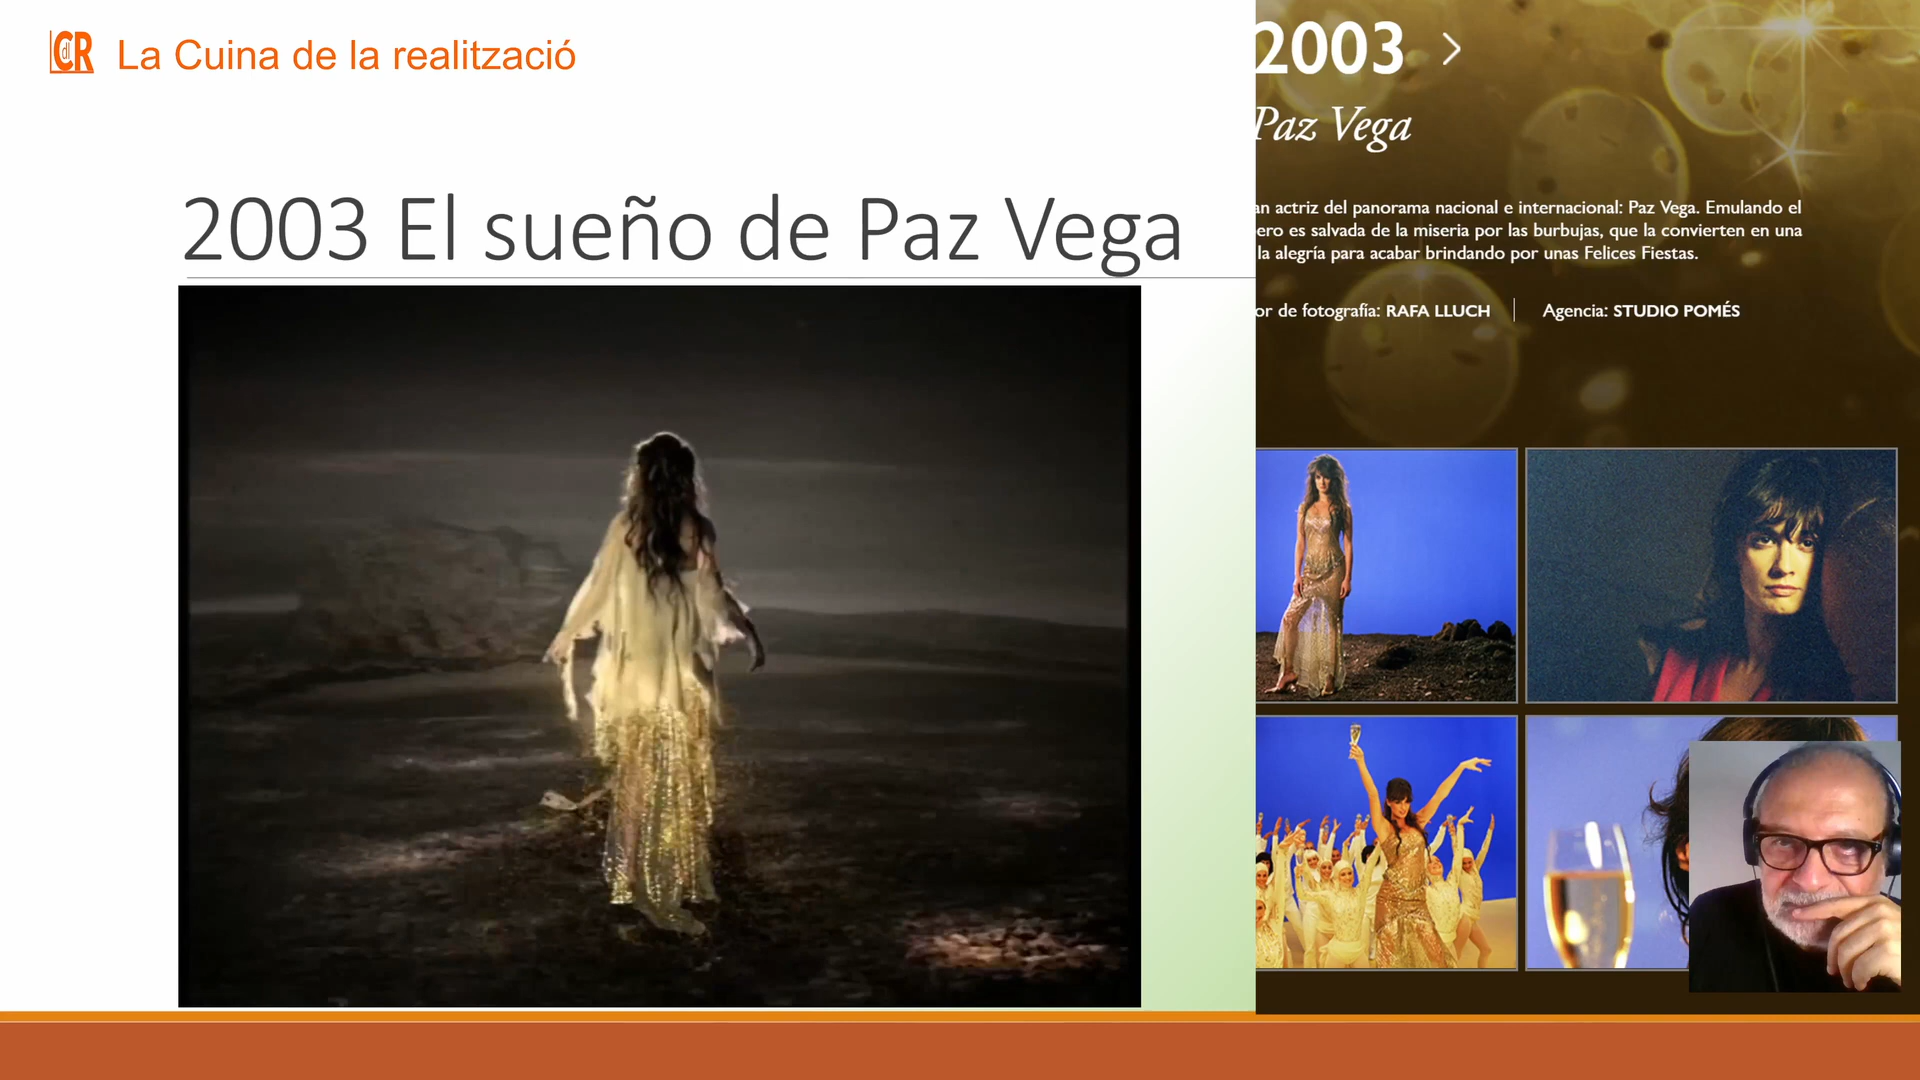 CdlR La Cuina de la realització
2003 El sueño de Paz Vega
2003
Paz Vega
an actriz del panorama nacional e internacional: Paz Vega. Emulando el
ero es salvada de la miseria por las burbujas, que la convierten en una
la alegría para acabar brindando por unas Felices Fiestas.
or de fotografía: RAFA LLUCH | Agencia: STUDIO POMÉS